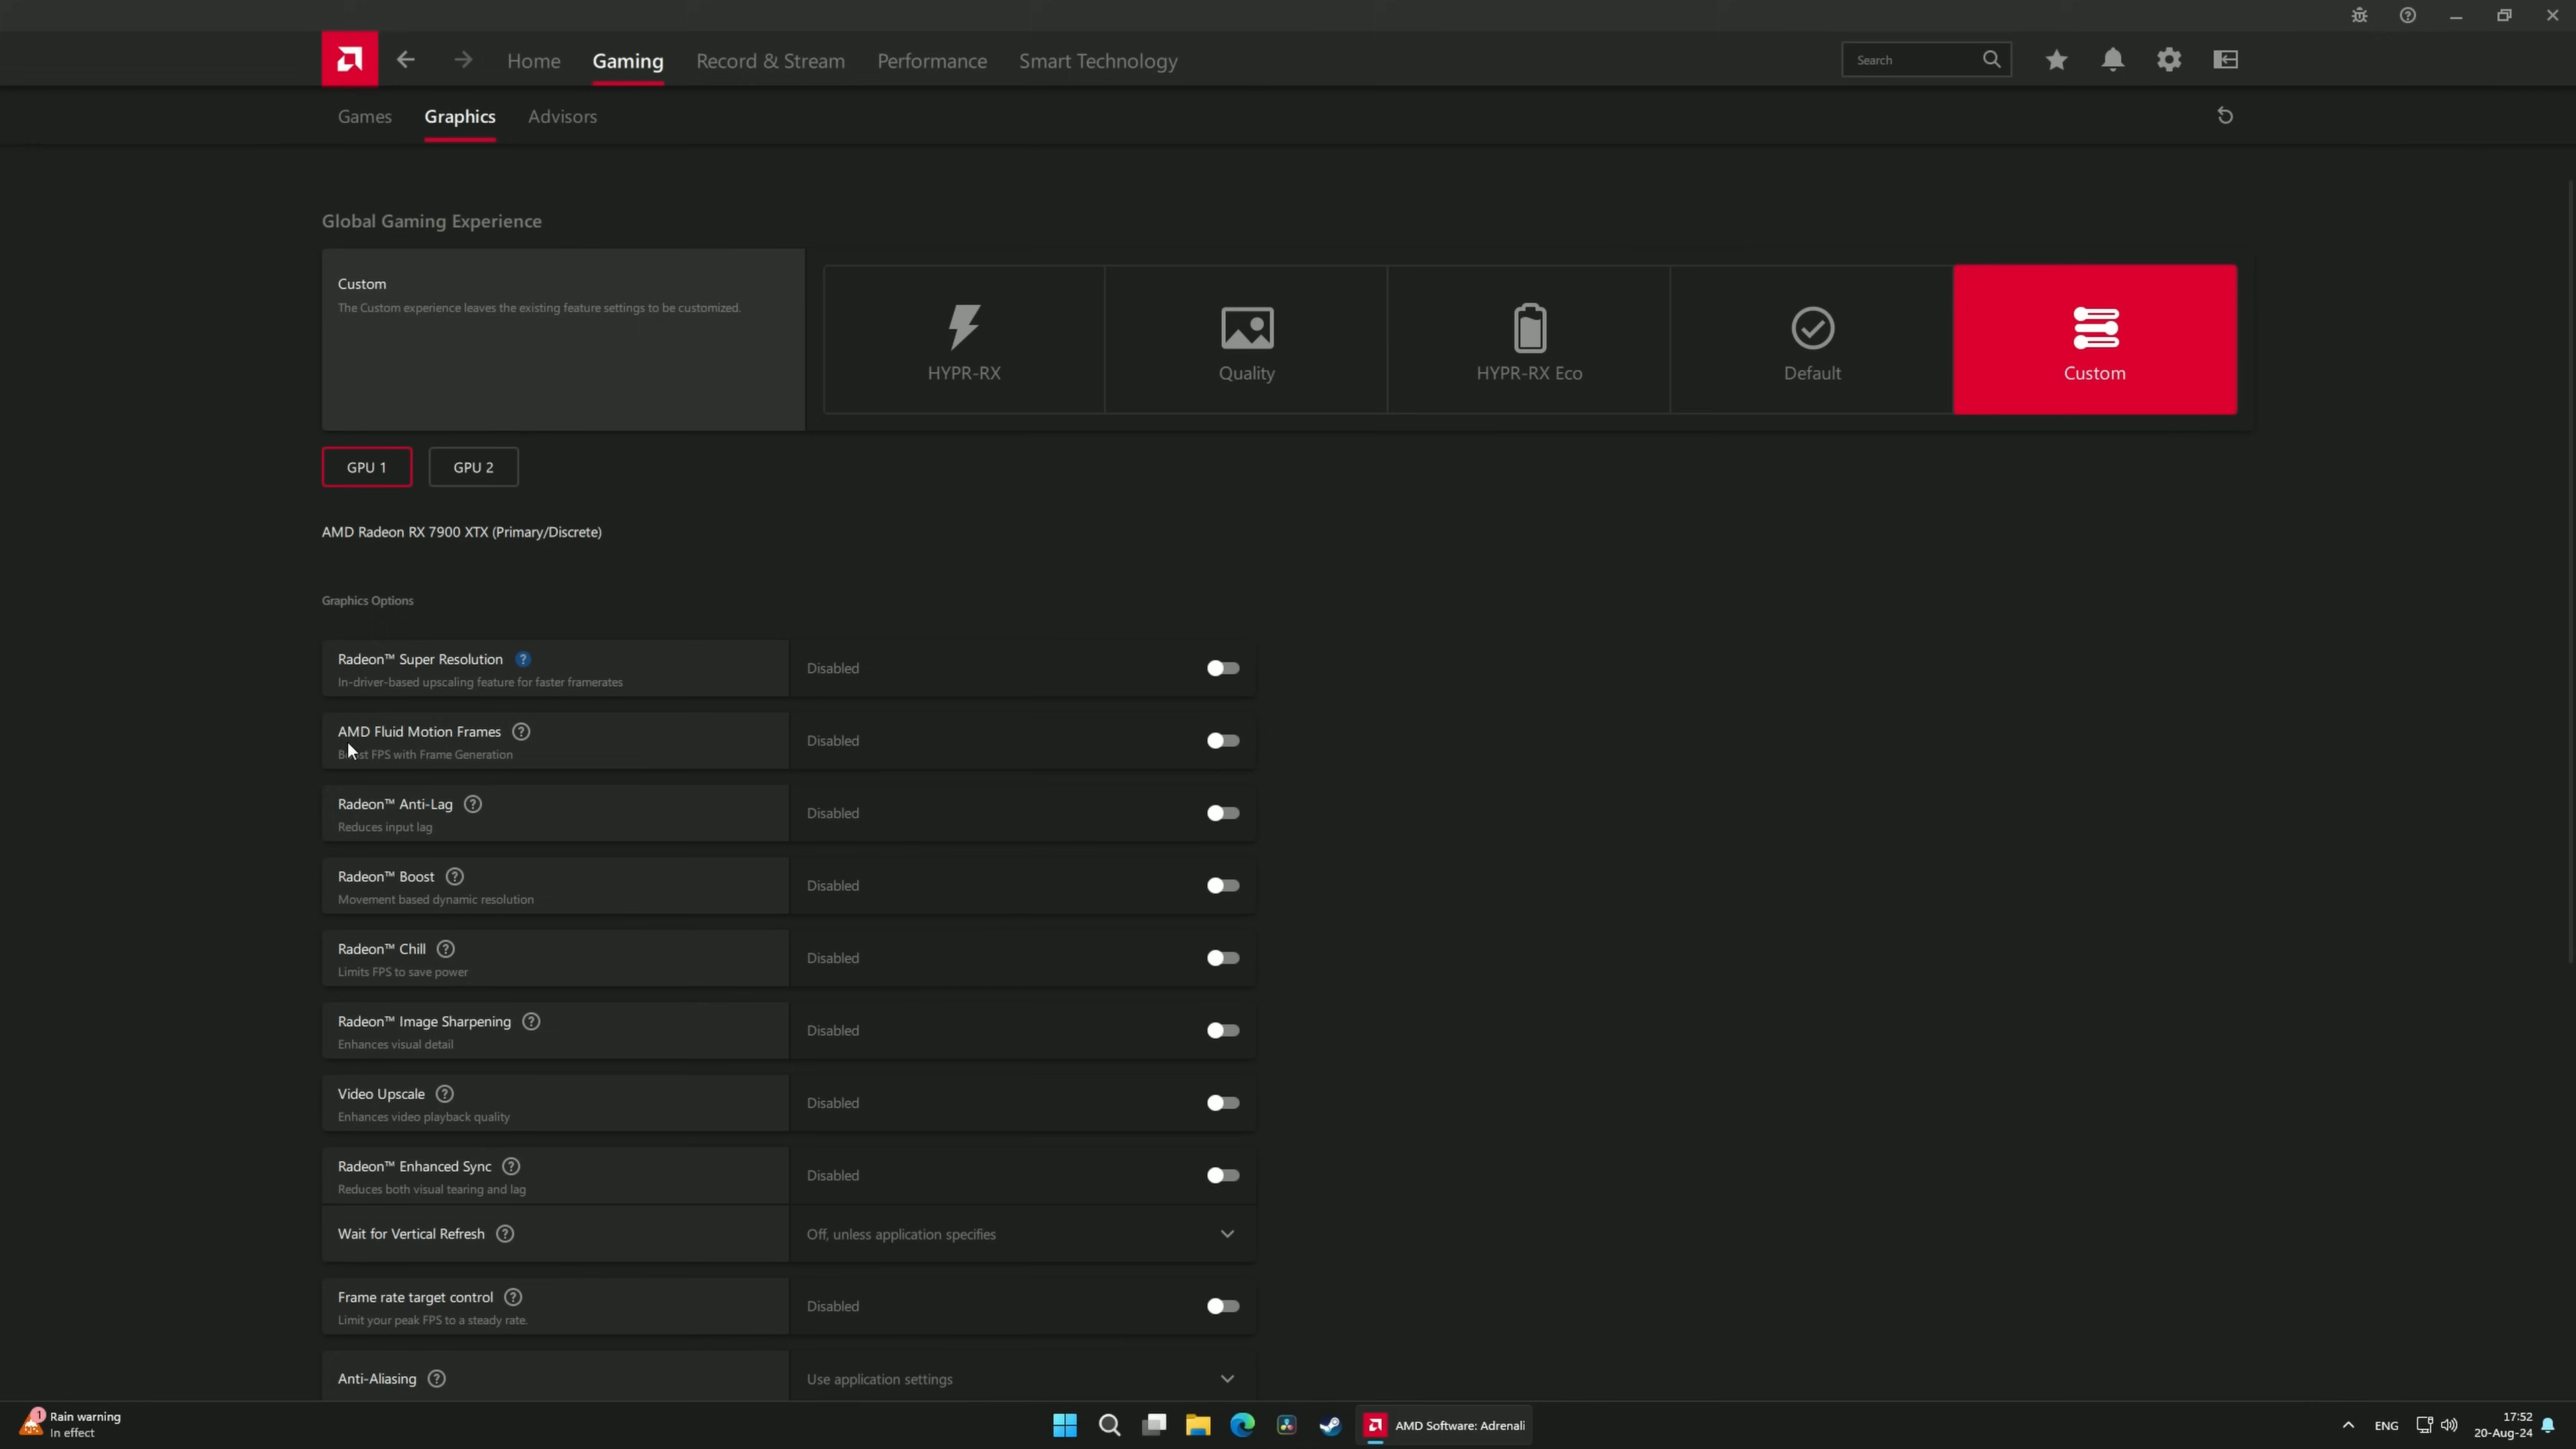 Home
Gaming
Record & Stream
Performance
Smart Technology
Search
Games
Graphics
Advisors
Global Gaming Experience
Custom
The Custom experience leaves the existing feature settings to be customized.
HYPR-RX
Quality
HYPR-RX Eco
Default
Custom
GPU 1
GPU 2
AMD Radeon RX 7900 XTX (Primary/Discrete)
Graphics Options
Radeon™ Super Resolution ?
In-driver-based upscaling feature for faster framerates
Disabled
AMD Fluid Motion Frames ?
Boost FPS with Frame Generation
Disabled
Radeon™ Anti-Lag ?
Reduces input lag
Disabled
Radeon™ Boost ?
Movement based dynamic resolution
Disabled
Radeon™ Chill ?
Limits FPS to save power
Disabled
Radeon™ Image Sharpening ?
Enhances visual detail
Disabled
Video Upscale ?
Enhances video playback quality
Disabled
Radeon™ Enhanced Sync ?
Reduces both visual tearing and lag
Disabled
Wait for Vertical Refresh ?
Off, unless application specifies
Frame rate target control ?
Limit your peak FPS to a steady rate.
Disabled
Anti-Aliasing ?
Use application settings
1
Rain warning
In effect
AMD Software: Adrenali
ENG
17:52
20-Aug-24